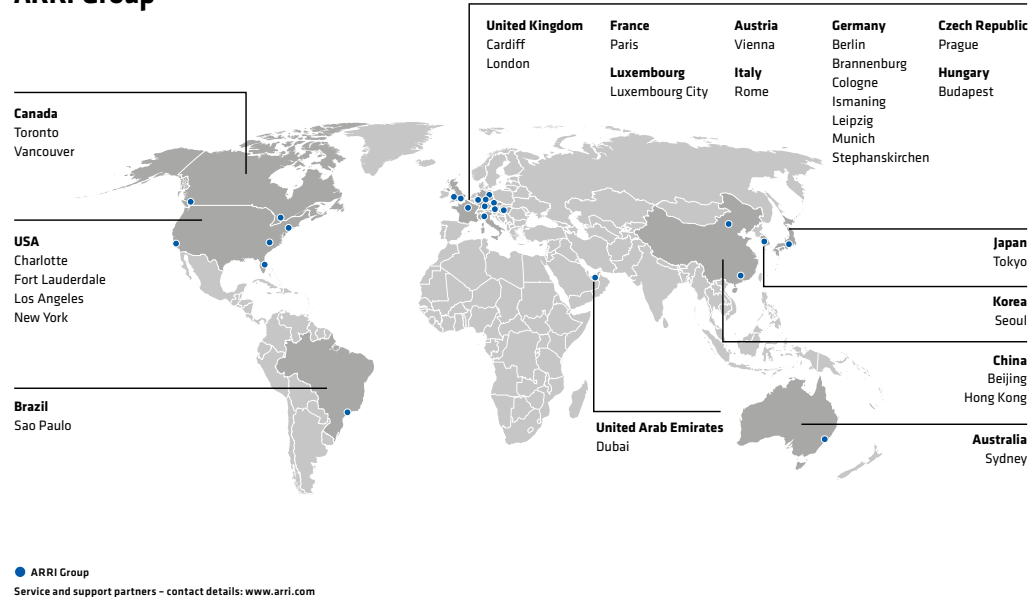 ARRI Group
United Kingdom
Cardiff
London
France
Paris
Luxembourg
Luxembourg City
Austria
Vienna
Italy
Rome
Germany
Berlin
Brannenburg
Cologne
Ismaning
Leipzig
Munich
Stephanskirchen
Czech Republic
Prague
Hungary
Budapest
Canada
Toronto
Vancouver
USA
Charlotte
Fort Lauderdale
Los Angeles
New York
Brazil
Sao Paulo
United Arab Emirates
Dubai
Japan
Tokyo
Korea
Seoul
China
Beijing
Hong Kong
Australia
Sydney
ARRI Group
Service and support partners – contact details: www.arri.com